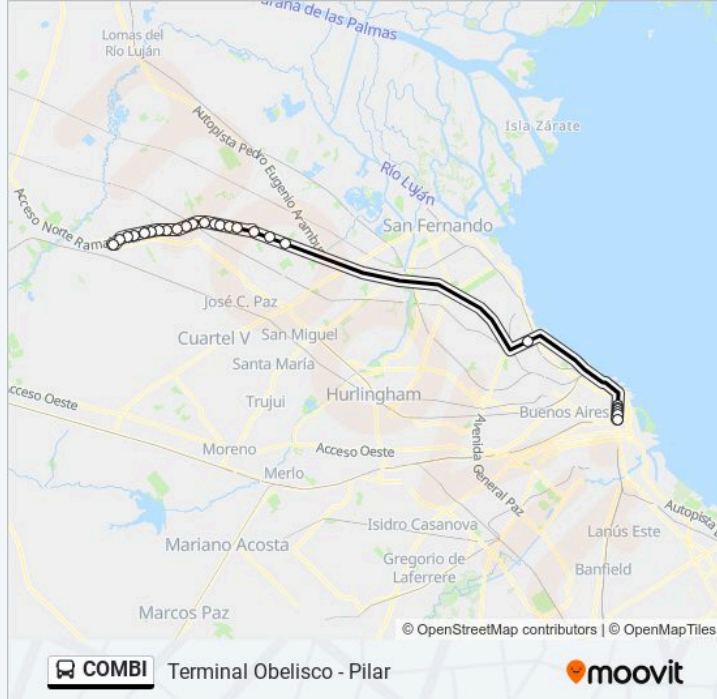 araná de las Palmas
Lomas del
Río Luján
Autopista Pedro Eugenio Arambur
Isla Zárate
Río Luján
Acceso Norte Rama
San Fernando
José C. Paz
Cuartel V
San Miguel
Santa María
Hurlingham
Trujui
Buenos Aires
Acceso Oeste
Avenida General Paz
Moreno
Acceso Oeste
Merlo
Autopista B
Isidro Casanova
Lanús Este
Mariano Acosta
Gregorio de
Laferrere
Banfield
Marcos Paz
© OpenStreetMap contributors | © OpenMapTiles
COMBI
Terminal Obelisco - Pilar
moovit